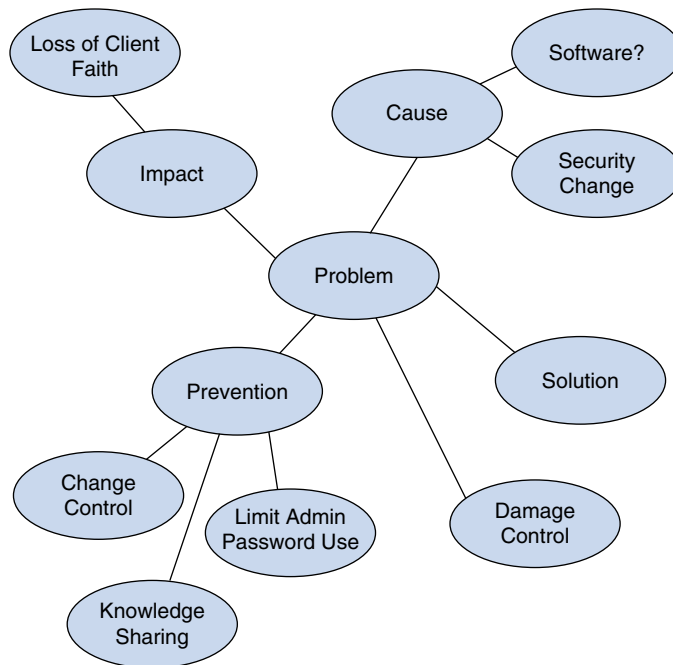 Loss of Client
Faith
Software?
Cause
Impact
Security
Change
Problem
Solution
Prevention
Change
Control
Limit Admin
Password Use
Damage
Control
Knowledge
Sharing